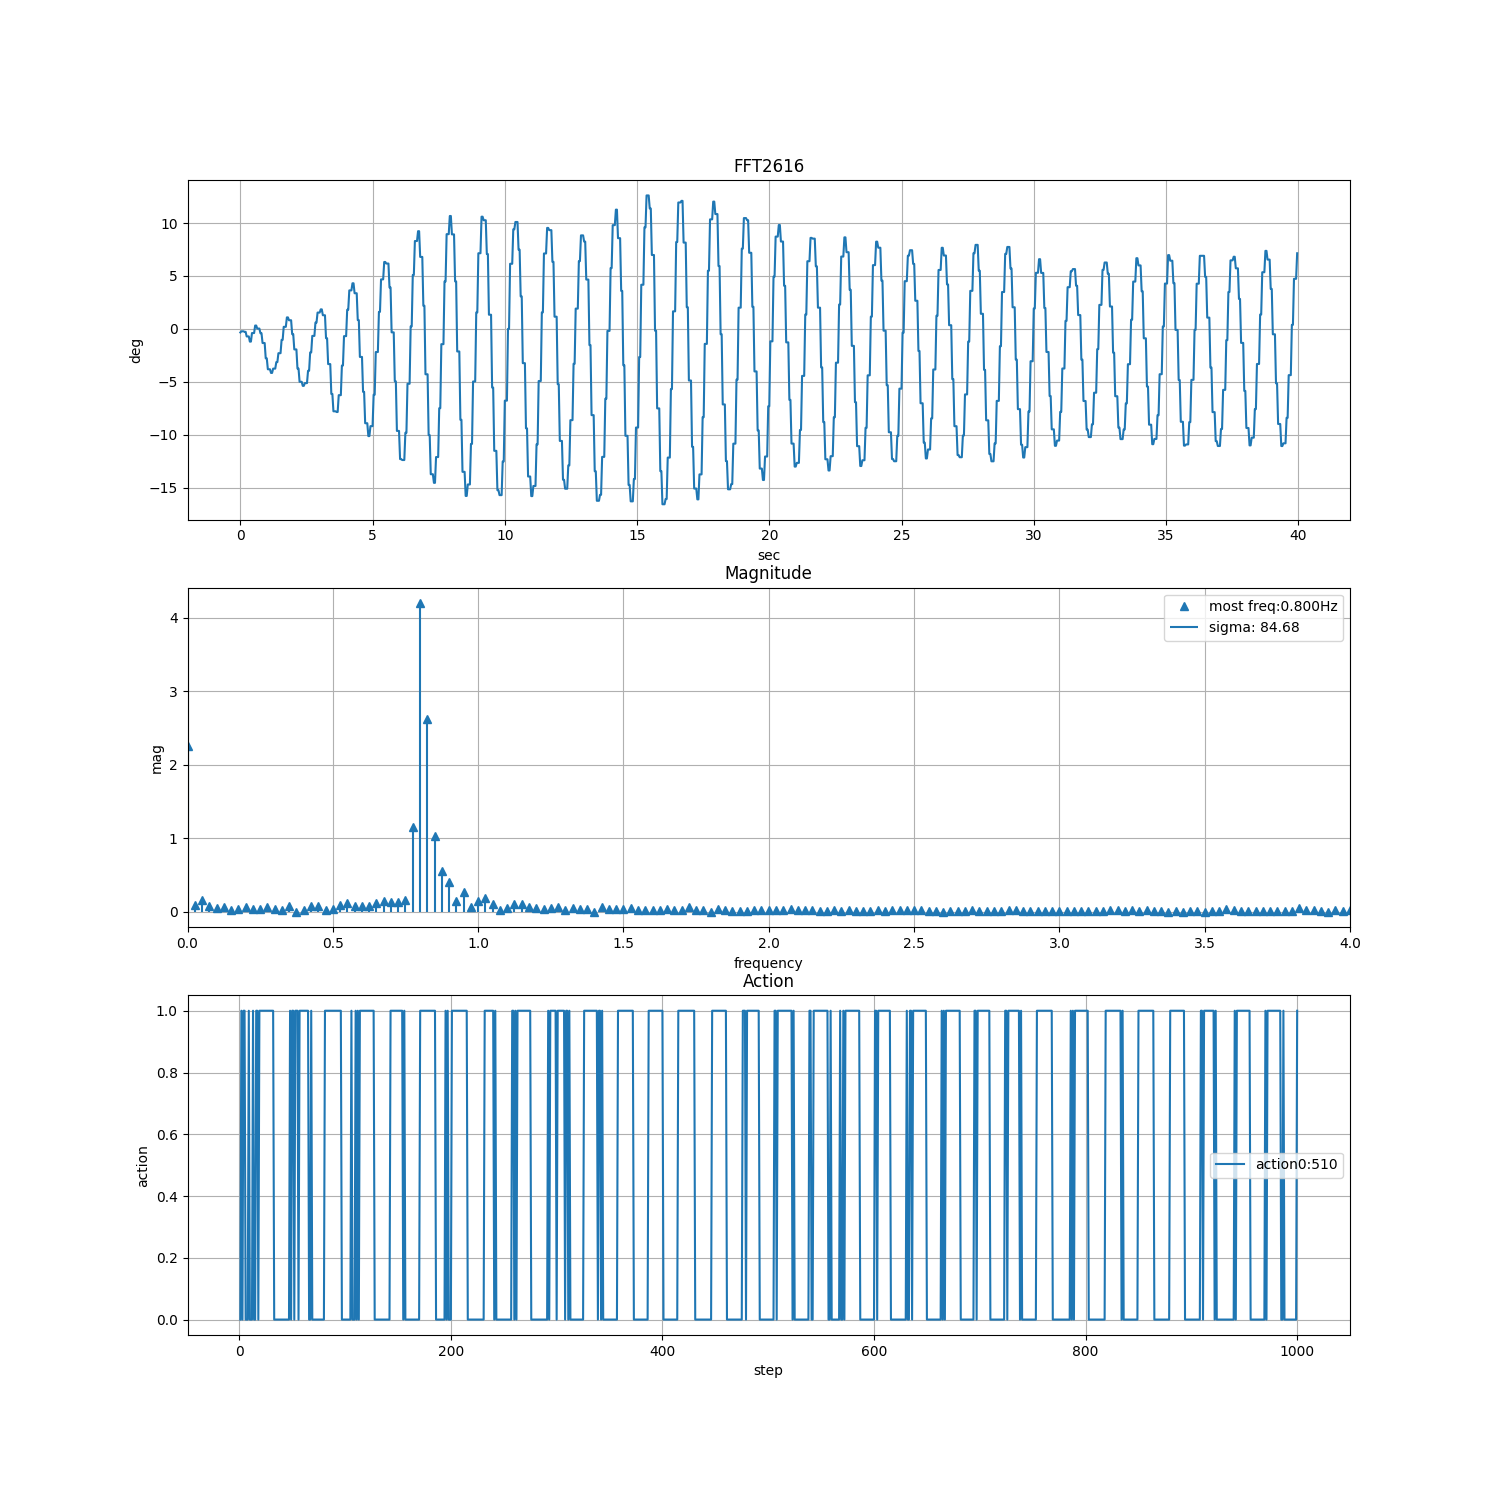 FFT2616
10
5
0
−5
−10
−15
deg
0 5 10 15 20 25 30 35 40
sec
Magnitude
most freq:0.800Hz
sigma: 84.68
4
3
2
1
0
mag
0.0 0.5 1.0 1.5 2.0 2.5 3.0 3.5 4.0
frequency
Action
1.0
0.8
0.6
0.4
0.2
0.0
action
action0:510
0 200 400 600 800 1000
step